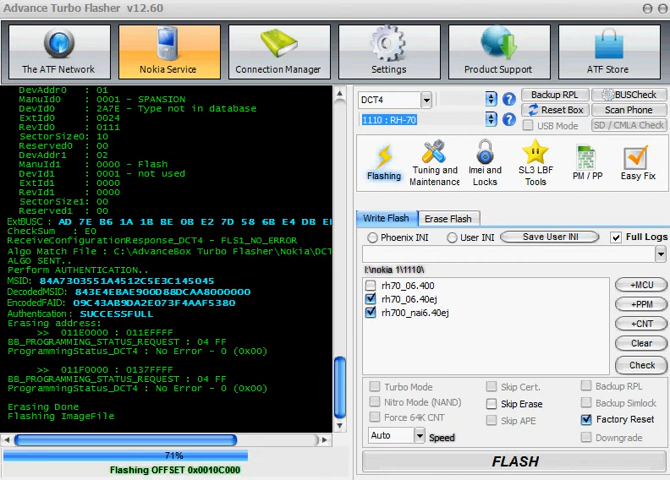 Advance Turbo Flasher v12.60
The ATF Network
Nokia Service
Connection Manager
Settings
Product Support
ATF Store
DevAddr0 : 01
ManuId0 : 0001 - SPANSION
DevId0 : 2A7E - Type not in database
ExtId0 : 0024
RevId0 : 0111
SectorSize00: 10
Reserved00 : 00
DevAddr1 : 02
ManuId1 : 0000 - Flash
DevId1 : 0001 - not used
ExtId1 : 0000
RevId1 : 0000
SectorSize01: 00
Reserved01 : 00
ExtBUSC : AD 7E B6 1A 1B BE 0B E2 7D 58 6B E4 DB EE
CheckSum : E0
ReceiveConfigurationResponse_DCT4 - FLS1_NO_ERROR
Algo Match File : C:\AdvanceBox Turbo Flasher\Nokia\DCT
ALGO SENT..
Perform AUTHENTICATION..
MSID: 84A7303551A4512C5E3C145045
DecodedMSID: 843E4EBAE900D88DCAA8000000
EncodedFAID: 09C43AB9DA2E073F4AAF5380
Authentication : SUCCESSFULL
Erasing address:
>> 011E0000 : 011EFFFF
BB_PROGRAMMING_STATUS_REQUEST : 04 FF
ProgrammingStatus_DCT4 : No Error - 0 (0x00)
>> 011F0000 : 0137FFFF
BB_PROGRAMMING_STATUS_REQUEST : 04 FF
ProgrammingStatus_DCT4 : No Error - 0 (0x00)
Erasing Done
Flashing ImageFile
71%
Flashing OFFSET 0x0010C000
DCT4
1110 : RH-70
Backup RPL
BUSCheck
Reset Box
Scan Phone
USB Mode
SD / CMLA Check
Flashing
Tuning and Maintenance
Imei and Locks
SL3 LBF Tools
PM / PP
Easy Fix
Write Flash
Erase Flash
Phoenix INI
User INI
Save User INI
Full Logs
I:\nokia 1\1110\
rh70_06.400
rh70_06.40ej
rh700_nai6.40ej
+MCU
+PPM
+CNT
Clear
Check
Turbo Mode
Skip Cert.
Backup RPL
Nitro Mode (NAND)
Skip Erase
Backup Simlock
Force 64K CNT
Skip APE
Factory Reset
Auto
Speed
Downgrade
FLASH